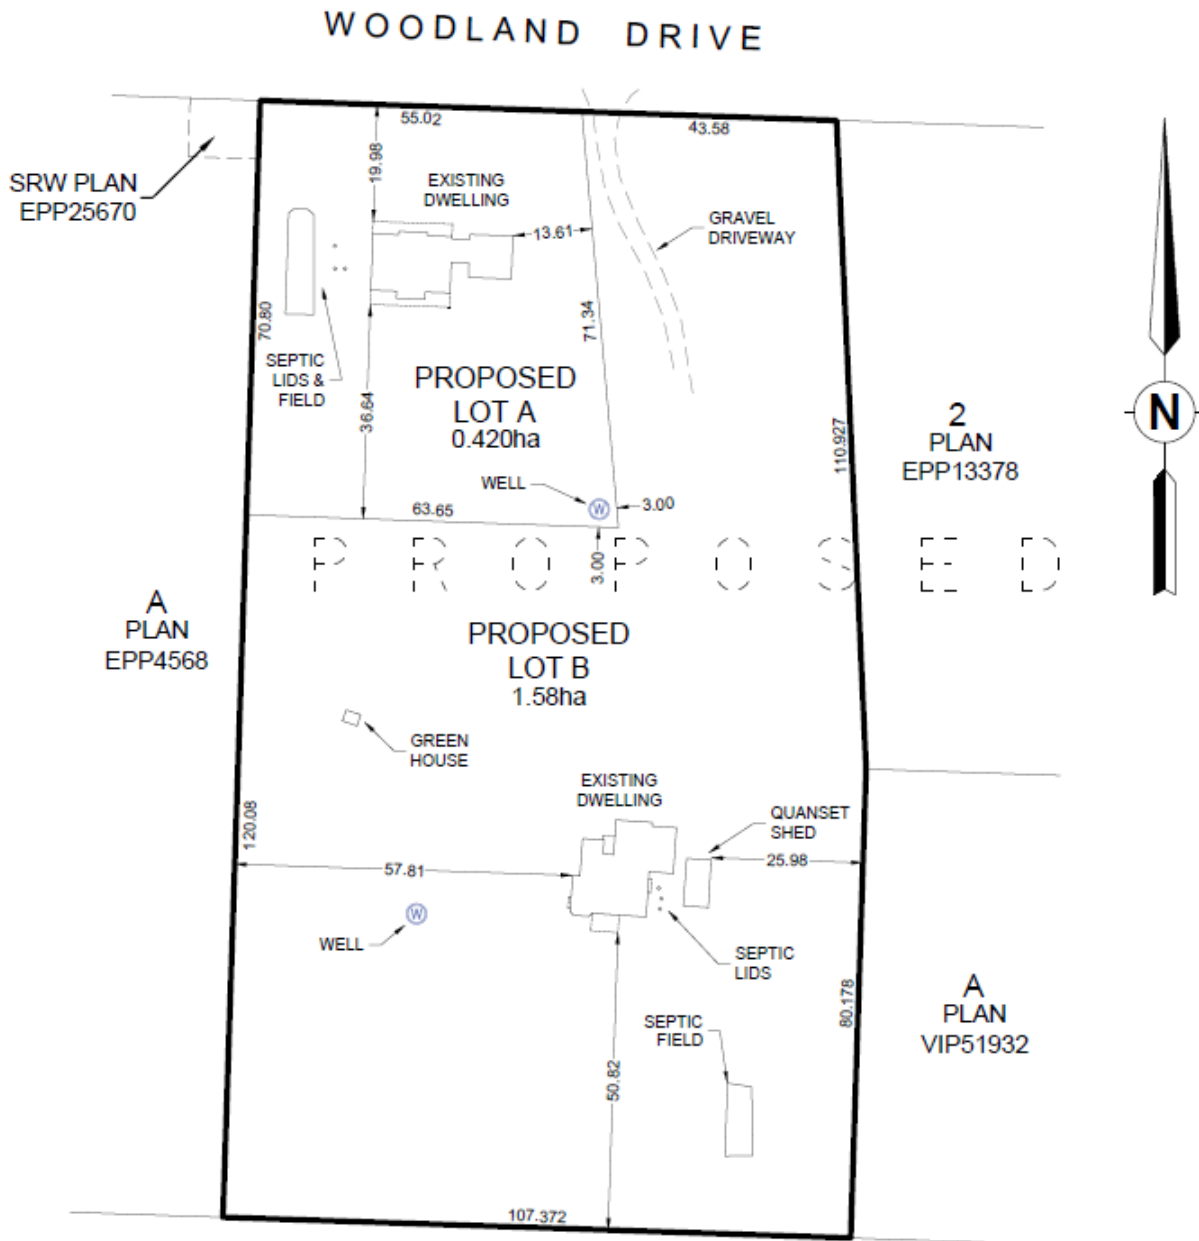 WOODLAND DRIVE
55.02
43.58
SRW PLAN
EPP25670
19.98
EXISTING
DWELLING
13.61
GRAVEL
DRIVEWAY
70.80
71.34
SEPTIC
LIDS &
FIELD
36.64
PROPOSED
LOT A
0.420ha
110.927
2
PLAN
EPP13378
N
WELL
W
3.00
63.65
3.00
PROPOSED
A
PLAN
EPP4568
PROPOSED
LOT B
1.58ha
GREEN
HOUSE
EXISTING
DWELLING
QUANSET
SHED
120.08
57.81
25.98
W
WELL
SEPTIC
LIDS
A
PLAN
VIP51932
80.178
SEPTIC
FIELD
50.82
107.372